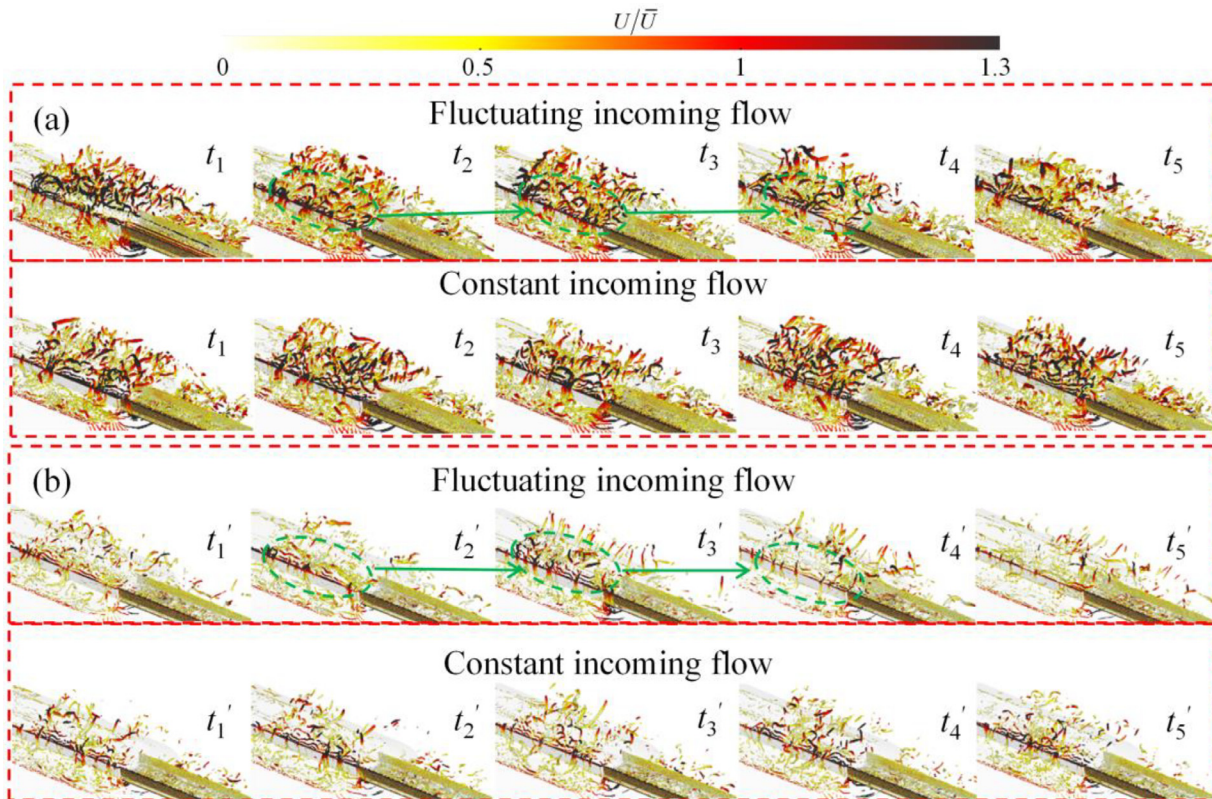 U/Ū
0 0.5 1 1.3
(a)
Fluctuating incoming flow
t₁ t₂ t₃ t₄ t₅
Constant incoming flow
t₁ t₂ t₃ t₄ t₅
(b)
Fluctuating incoming flow
t₁′ t₂′ t₃′ t₄′ t₅′
Constant incoming flow
t₁′ t₂′ t₃′ t₄′ t₅′